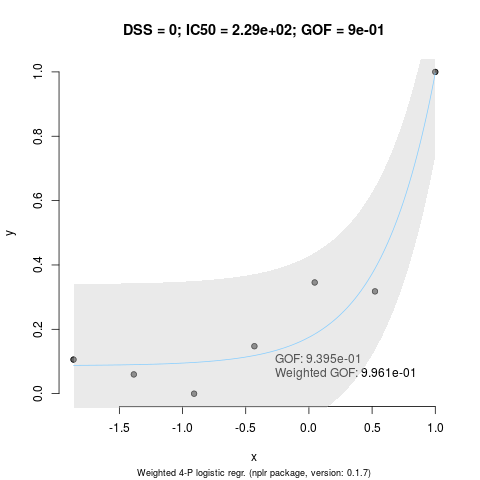 DSS = 0; IC50 = 2.29e+02; GOF = 9e-01
1.0
0.8
0.6
0.4
0.2
0.0
y
GOF: 9.395e-01
Weighted GOF: 9.961e-01
-1.5 -1.0 -0.5 0.0 0.5 1.0
x
Weighted 4-P logistic regr. (nplr package, version: 0.1.7)